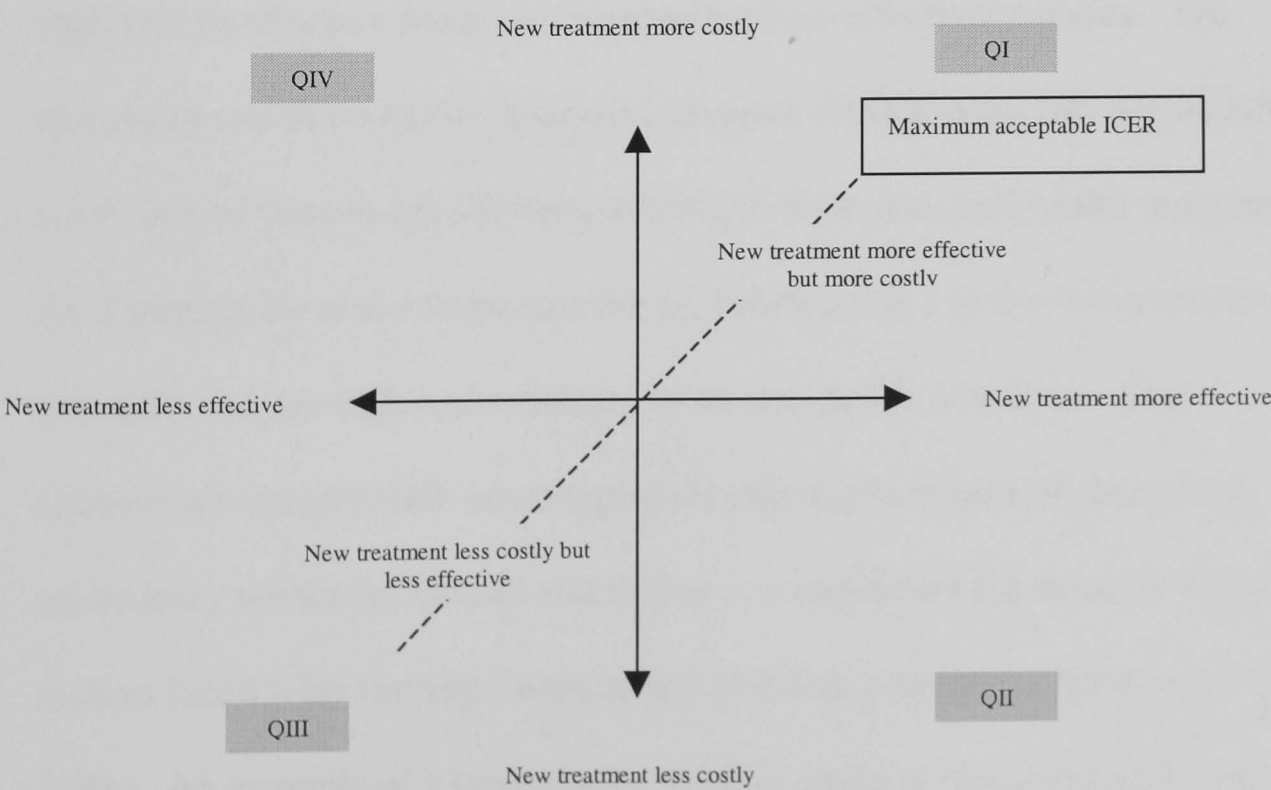 New treatment more costly
QI
QIV
Maximum acceptable ICER
New treatment more effective
but more costly
New treatment less effective
New treatment more effective
New treatment less costly but
less effective
QII
QIII
New treatment less costly